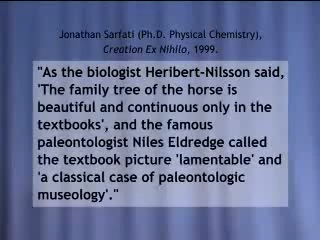 Jonathan Sarfati (Ph.D. Physical Chemistry),
Creation Ex Nihilo, 1999.
"As the biologist Heribert-Nilsson said,
'The family tree of the horse is
beautiful and continuous only in the
textbooks', and the famous
paleontologist Niles Eldredge called
the textbook picture 'lamentable' and
'a classical case of paleontologic
museology'."